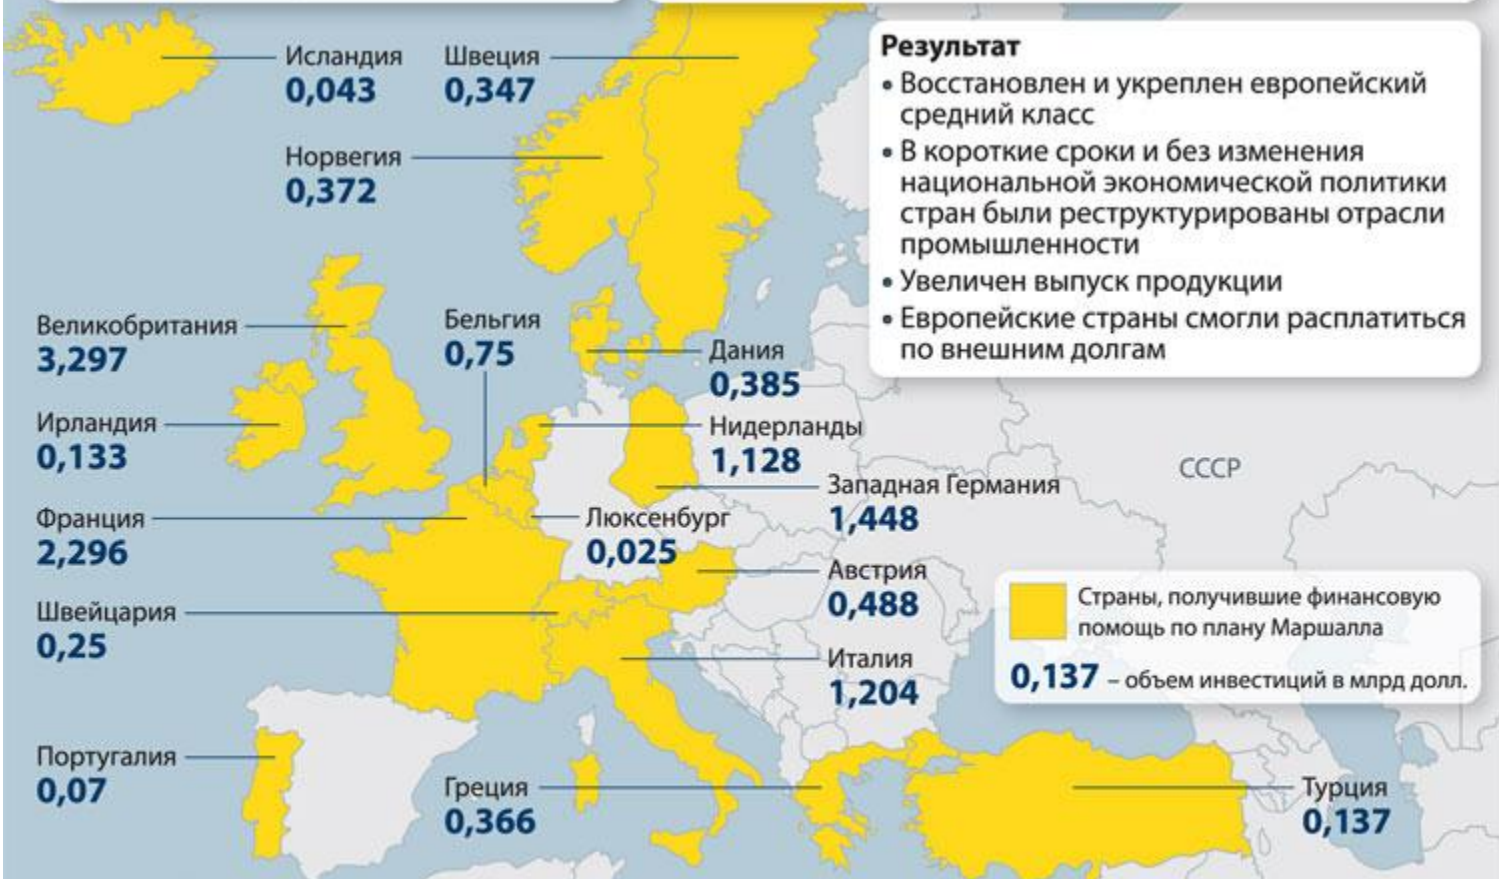 Исландия
0,043
Швеция
0,347
Норвегия
0,372
Результат
• Восстановлен и укреплен европейский
средний класс
• В короткие сроки и без изменения
национальной экономической политики
стран были реструктурированы отрасли
промышленности
• Увеличен выпуск продукции
• Европейские страны смогли расплатиться
по внешним долгам
Великобритания
3,297
Бельгия
0,75
Дания
0,385
Ирландия
0,133
Нидерланды
1,128
СССР
Западная Германия
1,448
Франция
2,296
Люксенбург
0,025
Австрия
0,488
Швейцария
0,25
Италия
1,204
Страны, получившие финансовую
помощь по плану Маршалла
0,137 – объем инвестиций в млрд долл.
Португалия
0,07
Греция
0,366
Турция
0,137